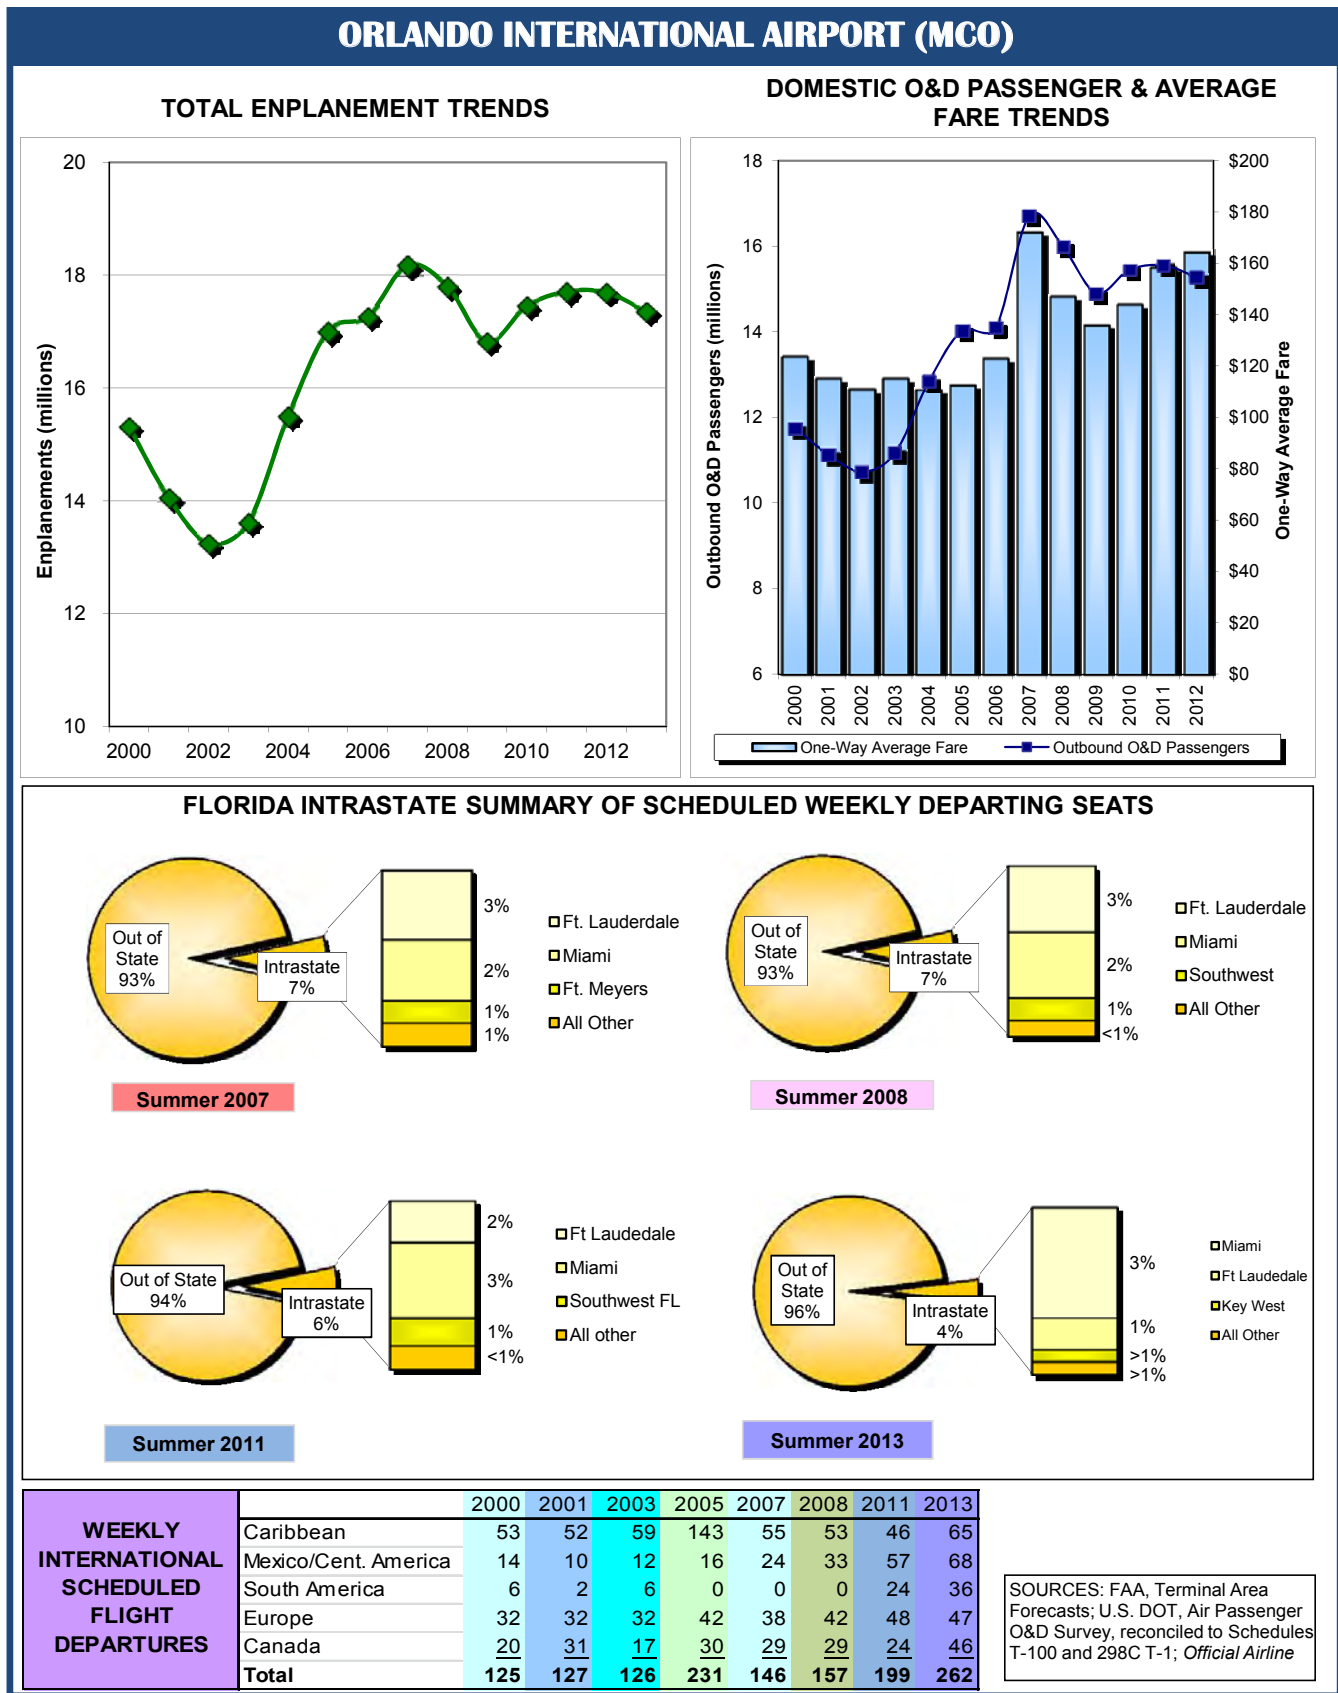 ORLANDO INTERNATIONAL AIRPORT (MCO)
TOTAL ENPLANEMENT TRENDS
20
18
16
14
12
10
Enplanements (millions)
2000 2002 2004 2006 2008 2010 2012
DOMESTIC O&D PASSENGER & AVERAGE
FARE TRENDS
18
16
14
12
10
8
6
Outbound O&D Passengers (millions)
$200
$180
$160
$140
$120
$100
$80
$60
$40
$20
$0
One-Way Average Fare
2000 2001 2002 2003 2004 2005 2006 2007 2008 2009 2010 2011 2012
One-Way Average Fare Outbound O&D Passengers
FLORIDA INTRASTATE SUMMARY OF SCHEDULED WEEKLY DEPARTING SEATS
Out of
State
93%
Intrastate
7%
3%
2%
1%
1%
Ft. Lauderdale
Miami
Ft. Meyers
All Other
Summer 2007
Out of
State
93%
Intrastate
7%
3%
2%
1%
<1%
Ft. Lauderdale
Miami
Southwest
All Other
Summer 2008
Out of State
94%
Intrastate
6%
2%
3%
1%
<1%
Ft Laudedale
Miami
Southwest FL
All other
Summer 2011
Out of
State
96%
Intrastate
4%
3%
1%
>1%
>1%
Miami
Ft Laudedale
Key West
All Other
Summer 2013
WEEKLY
INTERNATIONAL
SCHEDULED
FLIGHT
DEPARTURES
2000 2001 2003 2005 2007 2008 2011 2013
Caribbean 53 52 59 143 55 53 46 65
Mexico/Cent. America 14 10 12 16 24 33 57 68
South America 6 2 6 0 0 0 24 36
Europe 32 32 32 42 38 42 48 47
Canada 20 31 17 30 29 29 24 46
Total 125 127 126 231 146 157 199 262
SOURCES: FAA, Terminal Area
Forecasts; U.S. DOT, Air Passenger
O&D Survey, reconciled to Schedules
T-100 and 298C T-1; Official Airline